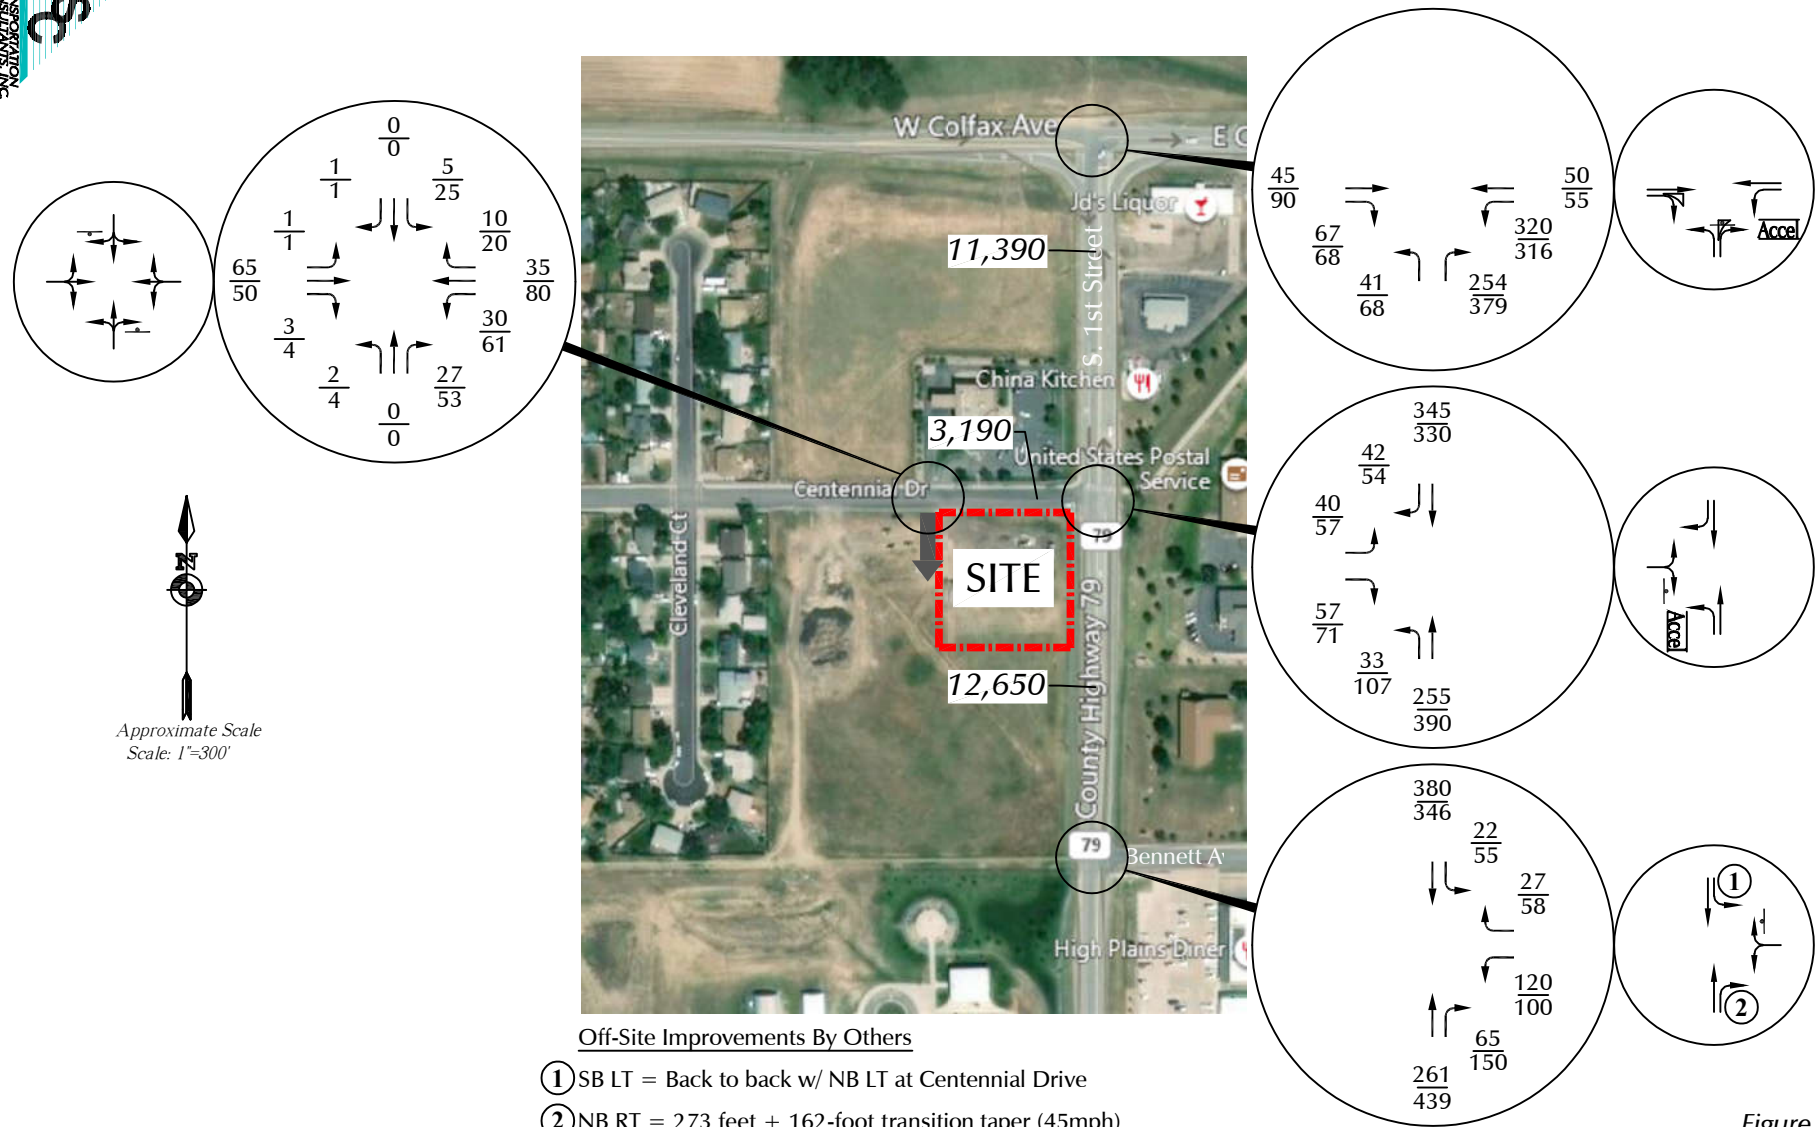 SC
NSPORTATION
NSULTANTS, INC.
0
0
1
1
5
25
1
1
10
20
65
50
35
80
3
4
30
61
2
4
27
53
0
0
N
Approximate Scale
Scale: 1"=300'
W Colfax Ave
E C
Jd's Liquor
11,390
S. 1st Street
China Kitchen
3,190
United States Postal
Service
Centennial Dr
79
Cleveland Ct
SITE
County Highway 79
12,650
79
Bennett Av
High Plains Diner
45
90
50
55
67
68
320
316
41
68
254
379
Accel
345
330
42
54
40
57
57
71
33
107
255
390
Accel
380
346
22
55
27
58
120
100
65
150
261
439
1
2
Off-Site Improvements By Others
1 SB LT = Back to back w/ NB LT at Centennial Drive
2 NB RT = 273 feet + 162-foot transition taper (45mph)
Figure